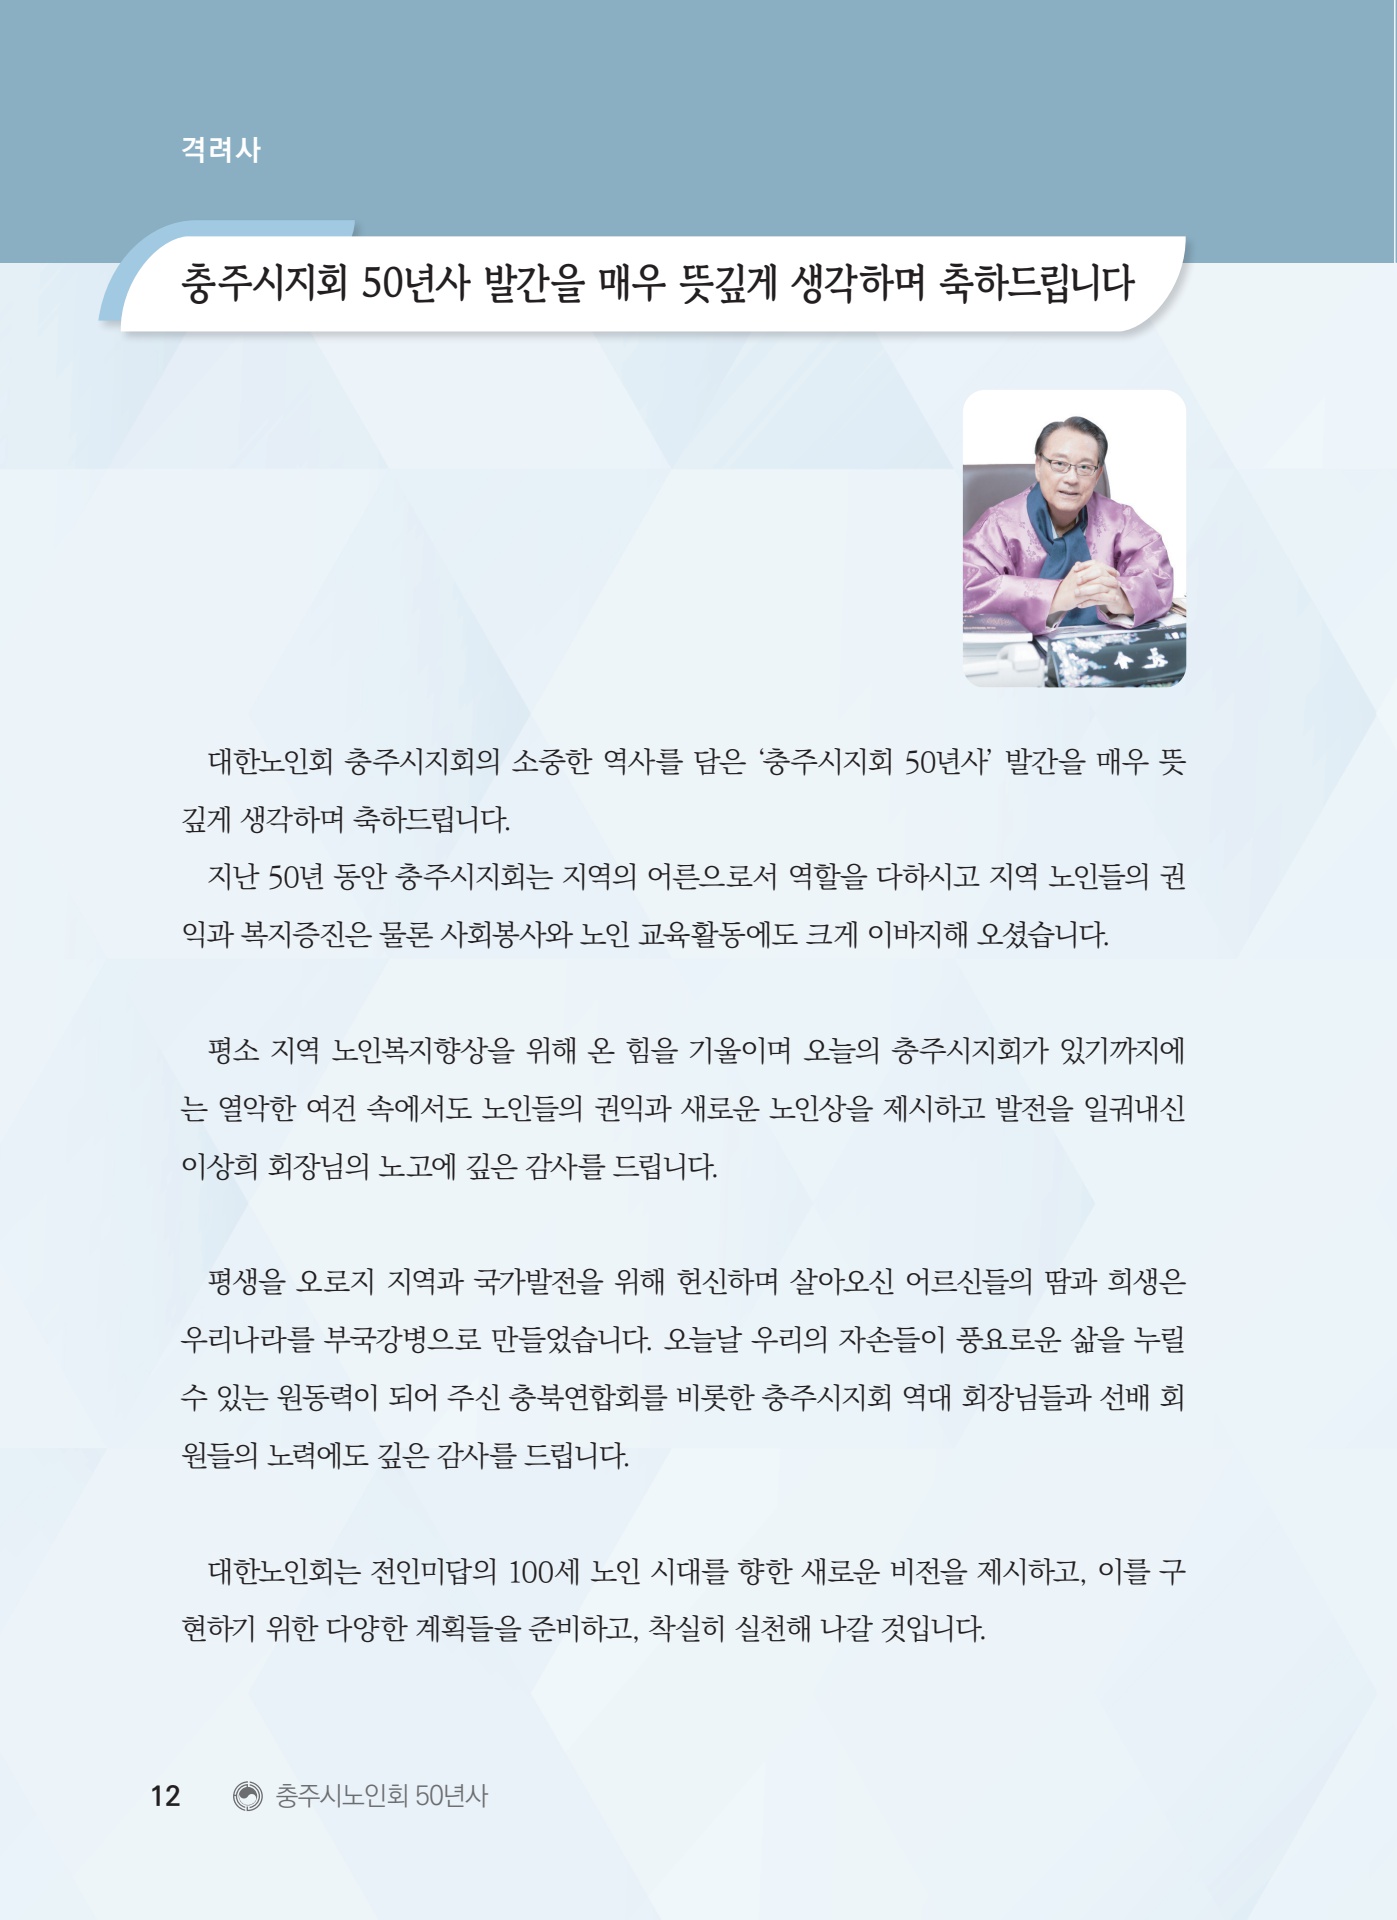 격려사
충주시지회 50년사 발간을 매우 뜻깊게 생각하며 축하드립니다
대한노인회 충주시지회의 소중한 역사를 담은 ‘충주시지회 50년사’ 발간을 매우 뜻
깊게 생각하며 축하드립니다.
지난 50년 동안 충주시지회는 지역의 어른으로서 역할을 다하시고 지역 노인들의 권
익과 복지증진은 물론 사회봉사와 노인 교육활동에도 크게 이바지해 오셨습니다.
평소 지역 노인복지향상을 위해 온 힘을 기울이며 오늘의 충주시지회가 있기까지에
는 열악한 여건 속에서도 노인들의 권익과 새로운 노인상을 제시하고 발전을 일궈내신
이상희 회장님의 노고에 깊은 감사를 드립니다.
평생을 오로지 지역과 국가발전을 위해 헌신하며 살아오신 어르신들의 땀과 희생은
우리나라를 부국강병으로 만들었습니다. 오늘날 우리의 자손들이 풍요로운 삶을 누릴
수 있는 원동력이 되어 주신 충북연합회를 비롯한 충주시지회 역대 회장님들과 선배 회
원들의 노력에도 깊은 감사를 드립니다.
대한노인회는 전인미답의 100세 노인 시대를 향한 새로운 비전을 제시하고, 이를 구
현하기 위한 다양한 계획들을 준비하고, 착실히 실천해 나갈 것입니다.
12 충주시노인회 50년사